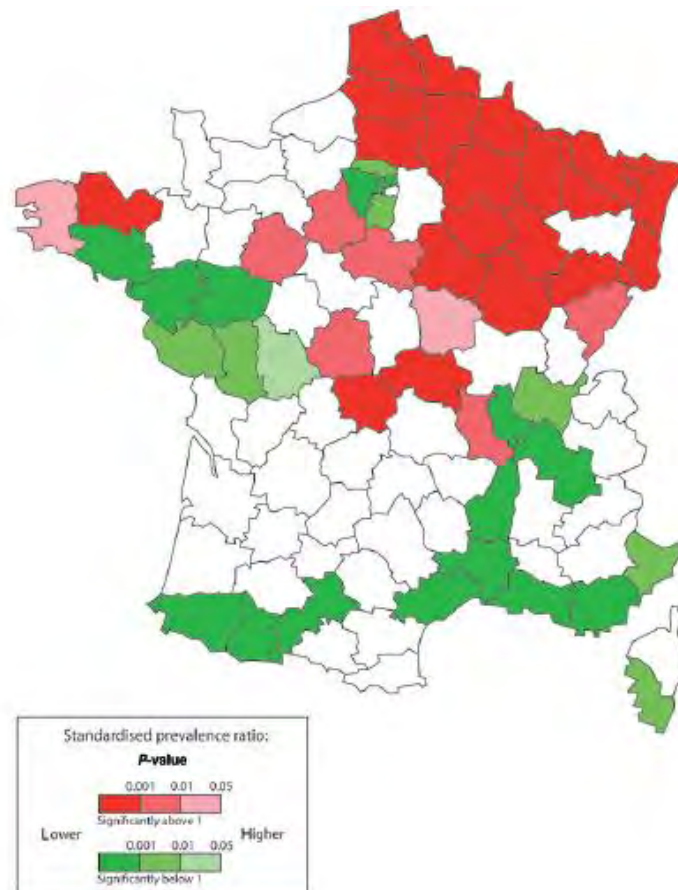 Standardised prevalence ratio:
P-value
0.001 0.01 0.05
Significantly above 1
Lower Higher
0.001 0.01 0.05
Significantly below 1